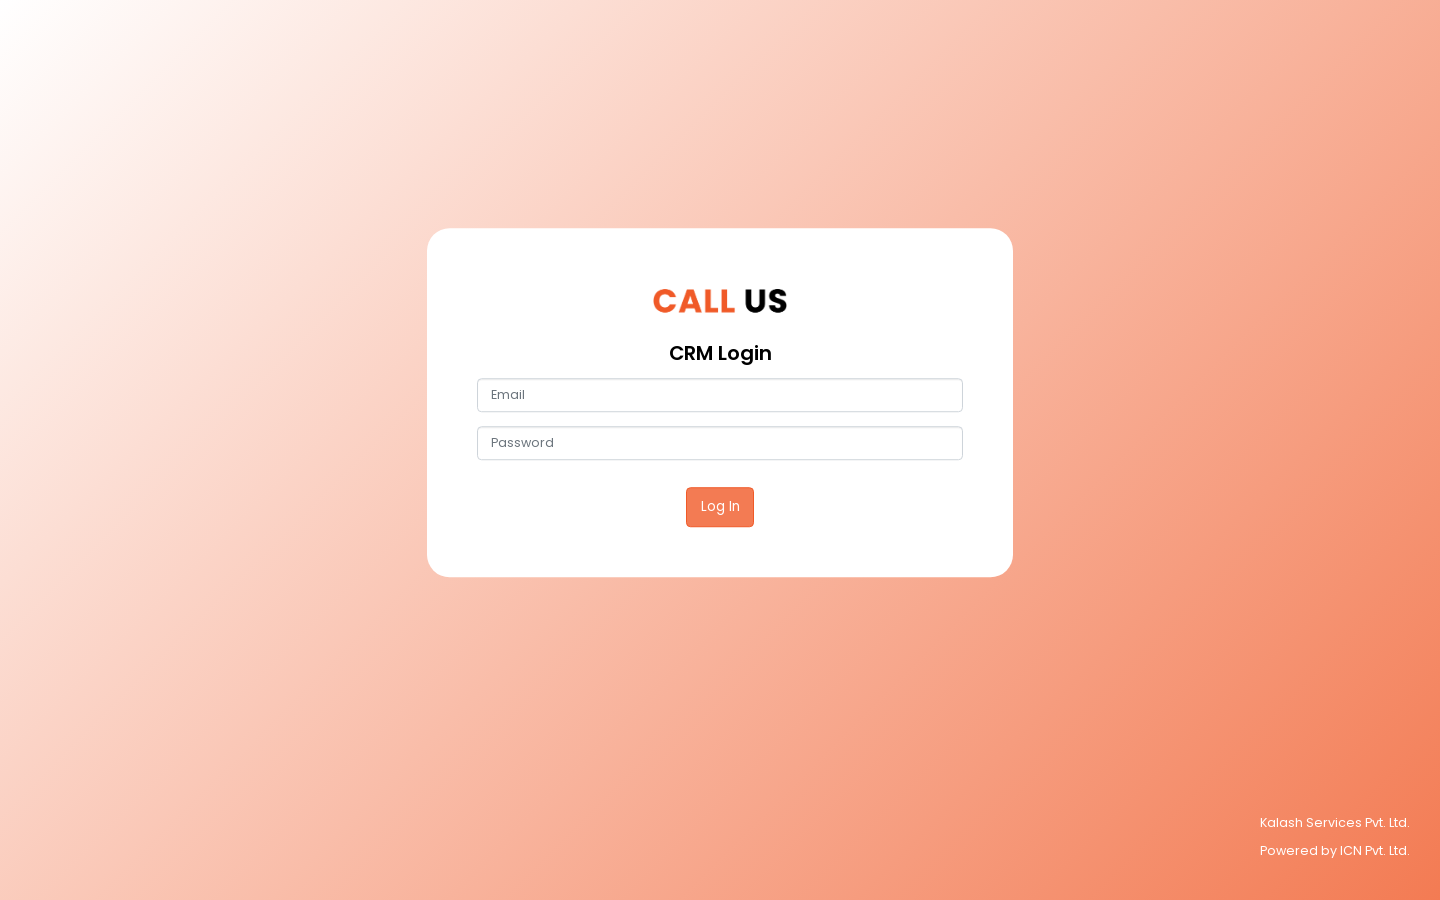 CALL US
CRM Login
Email
Password
Log In
Kalash Services Pvt. Ltd.
Powered by ICN Pvt. Ltd.